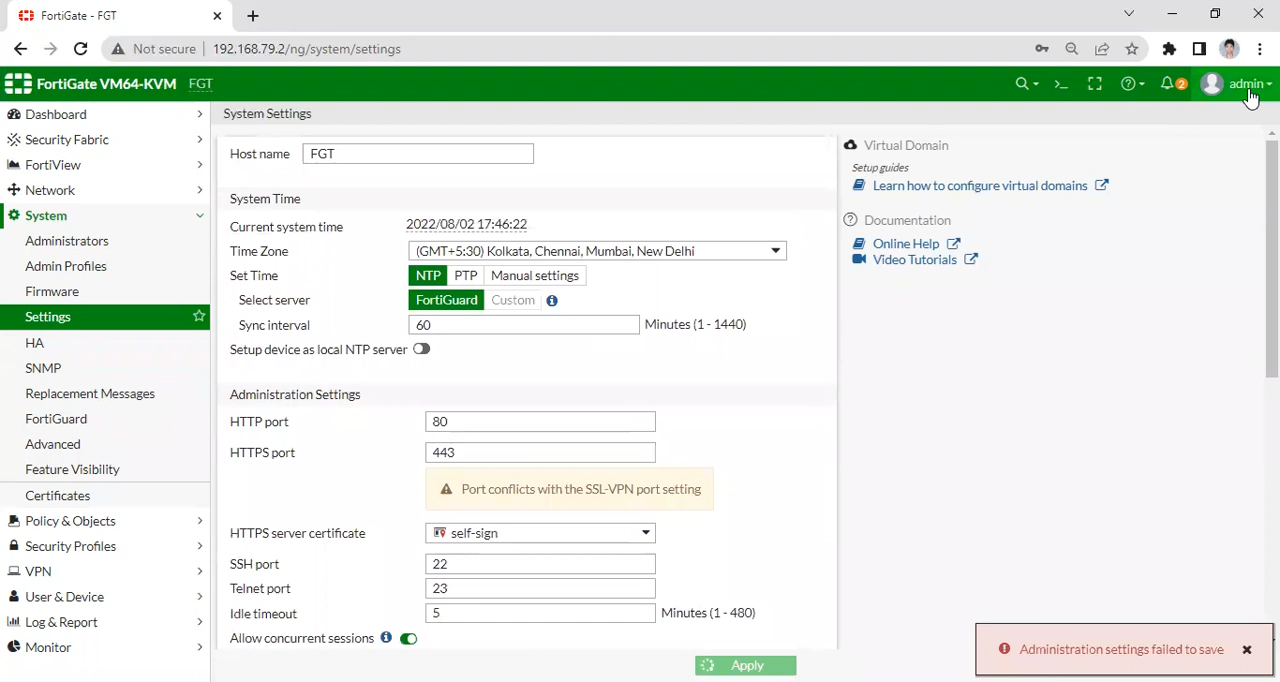 FortiGate - FGT
Not secure 192.168.79.2/ng/system/settings
FortiGate VM64-KVM FGT
2 admin
Dashboard
Security Fabric
FortiView
Network
System
Administrators
Admin Profiles
Firmware
Settings
HA
SNMP
Replacement Messages
FortiGuard
Advanced
Feature Visibility
Certificates
Policy & Objects
Security Profiles
VPN
User & Device
Log & Report
Monitor
System Settings
Host name FGT
System Time
Current system time 2022/08/02 17:46:22
Time Zone (GMT+5:30) Kolkata, Chennai, Mumbai, New Delhi
Set Time NTP PTP Manual settings
Select server FortiGuard Custom
Sync interval 60 Minutes (1 - 1440)
Setup device as local NTP server
Administration Settings
HTTP port 80
HTTPS port 443
Port conflicts with the SSL-VPN port setting
HTTPS server certificate self-sign
SSH port 22
Telnet port 23
Idle timeout 5 Minutes (1 - 480)
Allow concurrent sessions
Apply
Virtual Domain
Setup guides
Learn how to configure virtual domains
Documentation
Online Help
Video Tutorials
Administration settings failed to save